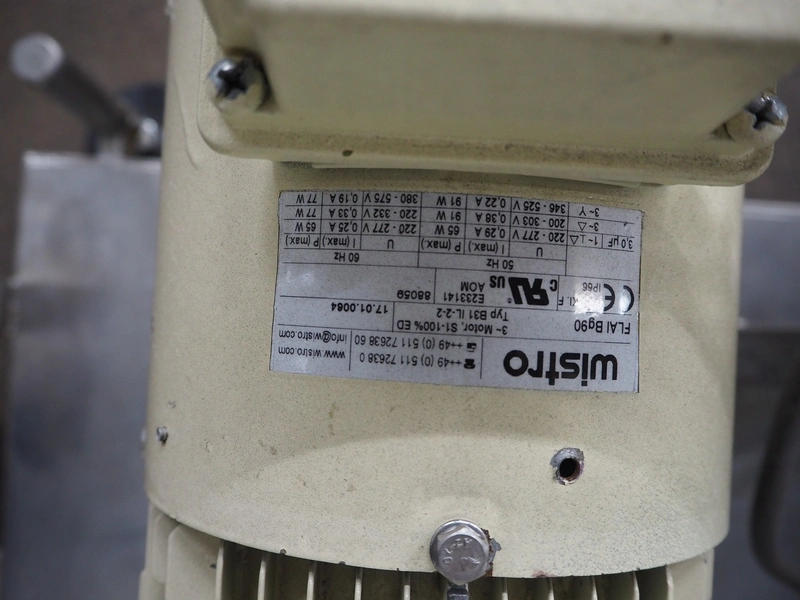 wistro
☎++49 (0) 511 72638 0
++49 (0) 511 72638 60
www.wistro.com
info@wistro.com
FLAI Bg90
3~ Motor, S1-100% ED
Typ B31 IL-2-2
17.01.0064
CE IP66 Kl. F
c RU US
E233141
AOM
88059
50 Hz 60 Hz
U I (max.) P (max.) U I (max.) P (max.)
3,0 µF 1~ ⊥△ 220 - 277 V 0,29 A 65 W 220 - 277 V 0,25 A 65 W
3~ △ 200 - 303 V 0,38 A 91 W 220 - 332 V 0,33 A 77 W
3~ Y 346 - 525 V 0,22 A 91 W 380 - 575 V 0,19 A 77 W